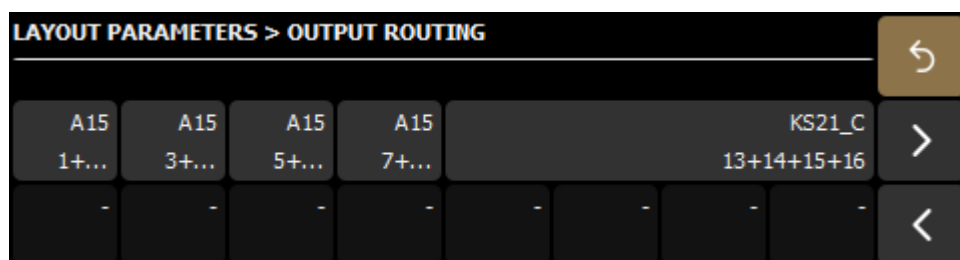 LAYOUT PARAMETERS > OUTPUT ROUTING
A15 A15 A15 A15 KS21_C
1+... 3+... 5+... 7+... 13+14+15+16
- - - - - - - -